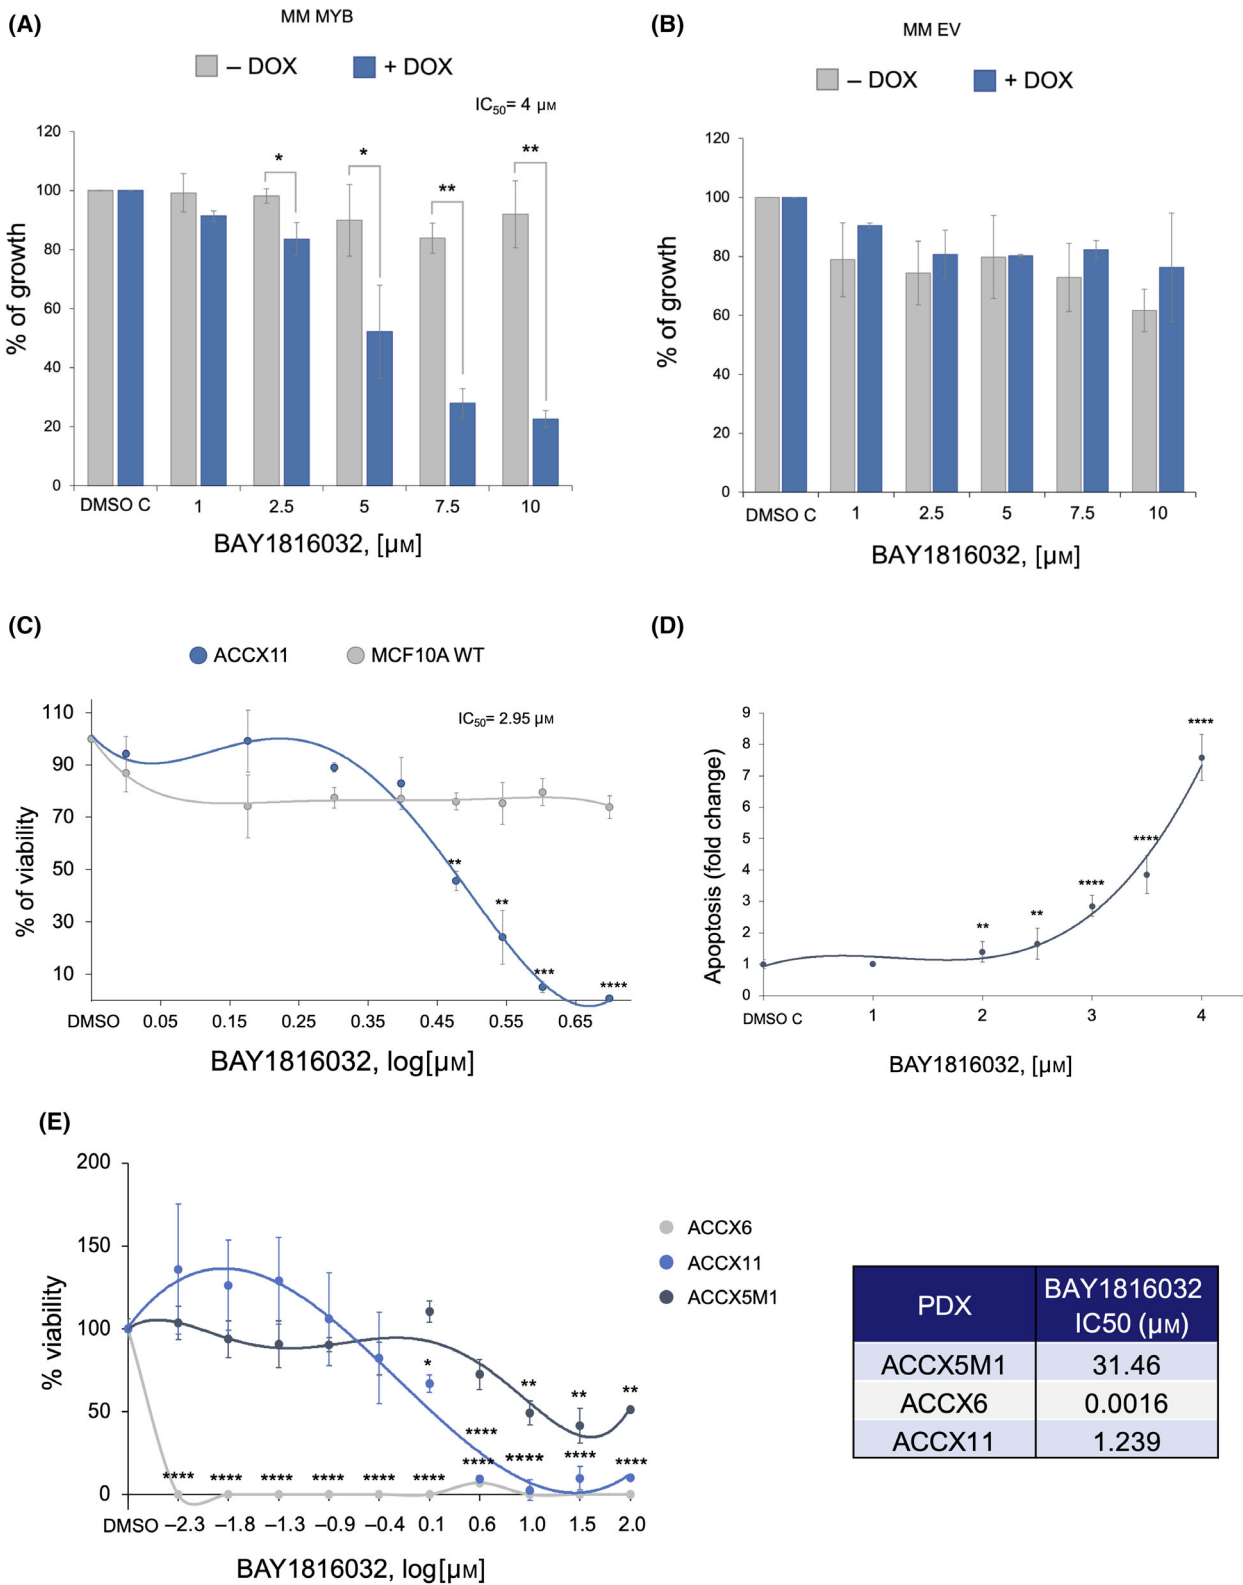 (A)
MM MYB
– DOX + DOX
IC50= 4 µM
120
100
80
60
40
20
0
% of growth
* * ** **
DMSO C 1 2.5 5 7.5 10
BAY1816032, [µM]
(B)
MM EV
– DOX + DOX
120
100
80
60
40
20
0
% of growth
DMSO C 1 2.5 5 7.5 10
BAY1816032, [µM]
(C)
ACCX11 MCF10A WT
IC50= 2.95 µM
110
90
70
50
30
10
% of viability
** ** *** ****
DMSO 0.05 0.15 0.25 0.35 0.45 0.55 0.65
BAY1816032, log[µM]
(D)
9
8
7
6
5
4
3
2
1
0
Apoptosis (fold change)
** ** **** **** ****
DMSO C 1 2 3 4
BAY1816032, [µM]
(E)
200
150
100
50
0
% viability
* ** ** **
****
**** **** **** **** **** **** **** **** **** ****
DMSO –2.3 –1.8 –1.3 –0.9 –0.4 0.1 0.6 1.0 1.5 2.0
BAY1816032, log[µM]
ACCX6
ACCX11
ACCX5M1
PDX BAY1816032
IC50 (µM)
ACCX5M1 31.46
ACCX6 0.0016
ACCX11 1.239